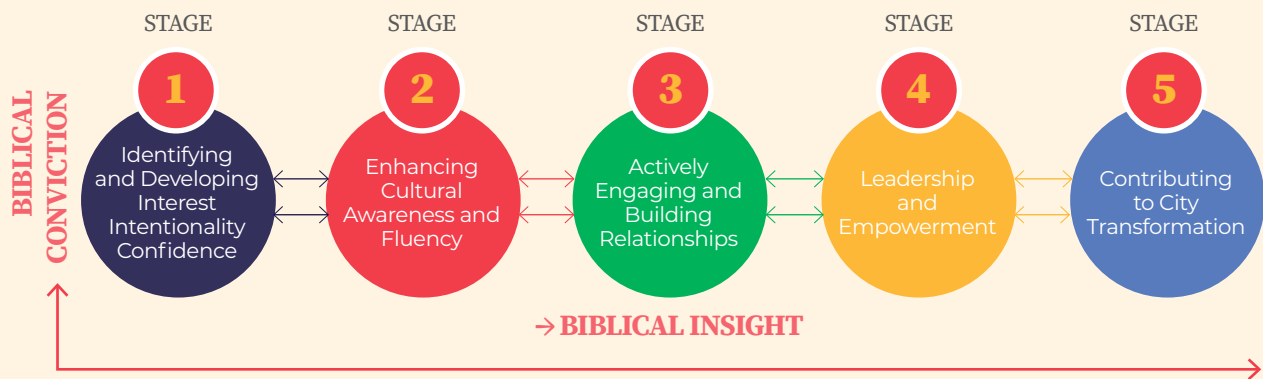 STAGE
STAGE
STAGE
STAGE
STAGE
1
2
3
4
5
BIBLICAL
CONVICTION
Identifying
and Developing
Interest
Intentionality
Confidence
Enhancing
Cultural
Awareness and
Fluency
Actively
Engaging and
Building
Relationships
Leadership
and
Empowerment
Contributing
to City
Transformation
→ BIBLICAL INSIGHT